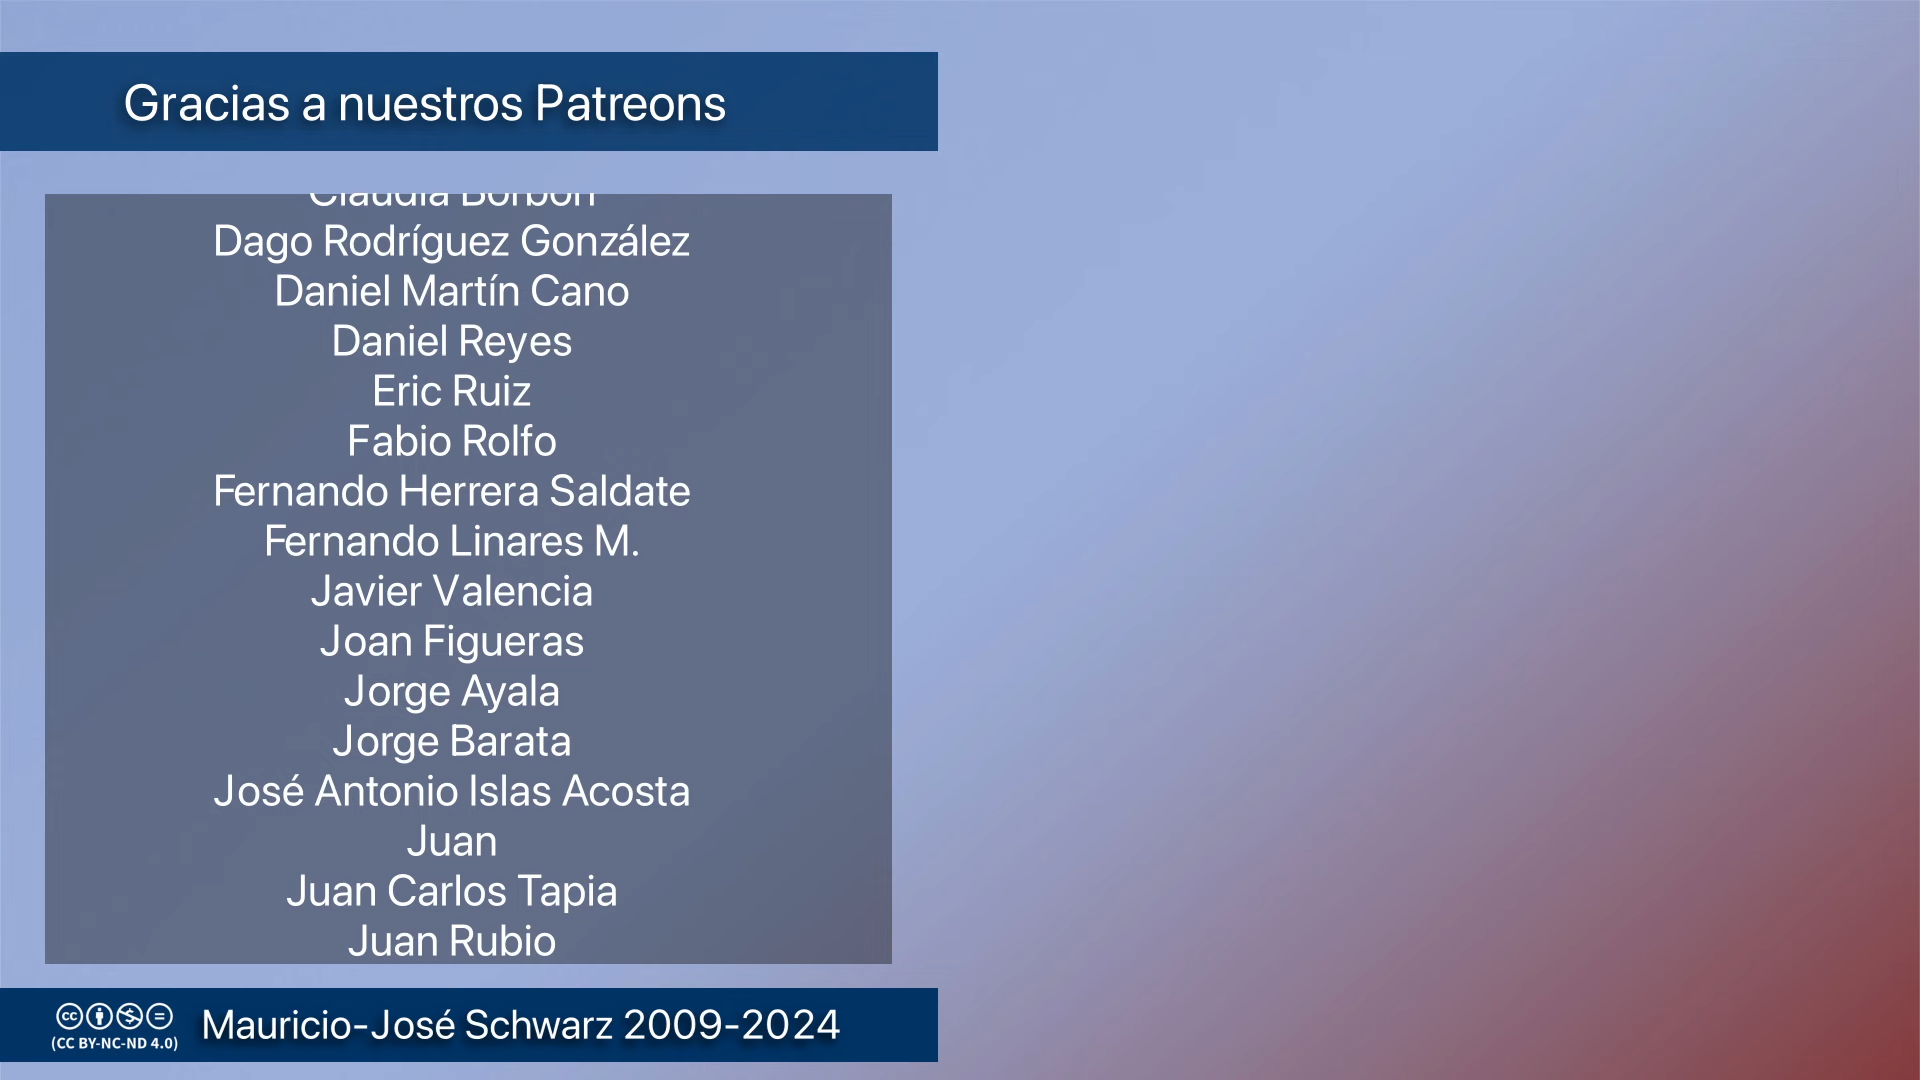 Gracias a nuestros Patreons
Claudia Borbón
Dago Rodríguez González
Daniel Martín Cano
Daniel Reyes
Eric Ruiz
Fabio Rolfo
Fernando Herrera Saldate
Fernando Linares M.
Javier Valencia
Joan Figueras
Jorge Ayala
Jorge Barata
José Antonio Islas Acosta
Juan
Juan Carlos Tapia
Juan Rubio
(CC BY-NC-ND 4.0) Mauricio-José Schwarz 2009-2024